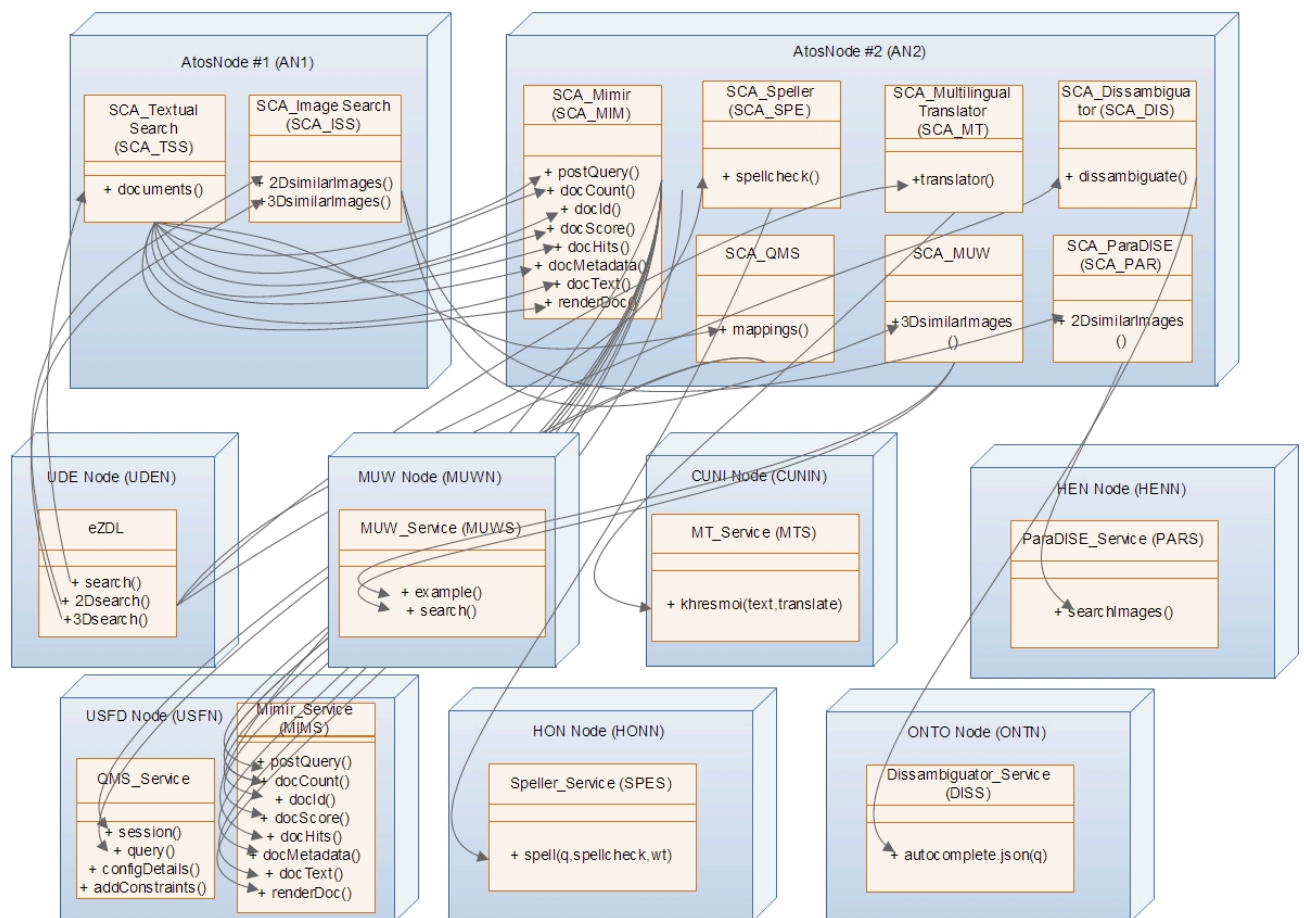 AtosNode #1 (AN1)
SCA_Textual
Search
(SCA_TSS)
+ documents()
SCA_Image Search
(SCA_ISS)
+ 2DsimilarImages()
+3DsimilarImages()
AtosNode #2 (AN2)
SCA_Mimir
(SCA_MIM)
+ postQuery()
+ docCount()
+ docId()
+ docScore()
+ docHits()
+ docMetadata()
+ docText()
+ renderDoc()
SCA_Speller
(SCA_SPE)
+ spellcheck()
SCA_Multilingual
Translator
(SCA_MT)
+translator()
SCA_Dissambigua
tor (SCA_DIS)
+ dissambiguate()
SCA_QMS
+ mappings()
SCA_MUW
+3DsimilarImages
()
SCA_ParaDISE
(SCA_PAR)
+ 2DsimilarImages
()
UDE Node (UDEN)
eZDL
+ search()
+ 2Dsearch()
+3Dsearch()
MUW Node (MUWN)
MUW_Service (MUWS)
+ example()
+ search()
CUNI Node (CUNIN)
MT_Service (MTS)
+ khresmoi(text,translate)
HEN Node (HENN)
ParaDISE_Service (PARS)
+ searchImages()
USFD Node (USFN)
QMS_Service
+ session()
+ query()
+ configDetails()
+ addConstraints()
Mimir_Service
(MIMS)
+ postQuery()
+ docCount()
+ docId()
+ docScore()
+ docHits()
+ docMetadata()
+ docText()
+ renderDoc()
HON Node (HONN)
Speller_Service (SPES)
+ spell(q,spellcheck,wt)
ONTO Node (ONTN)
Dissambiguator_Service
(DISS)
+ autocomplete.json(q)